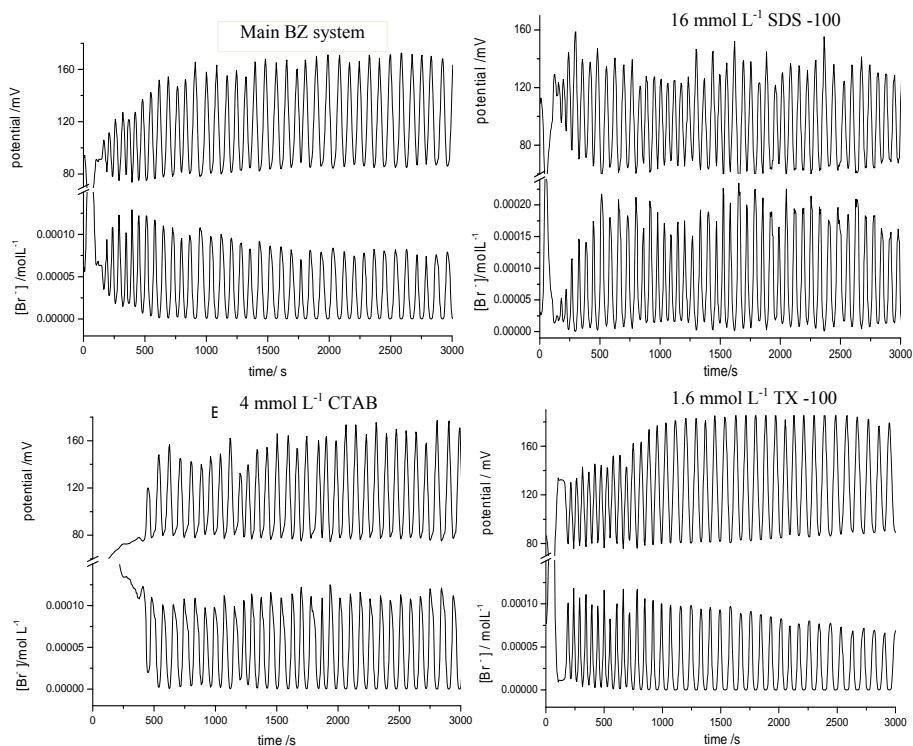 Main BZ system
160
120
80
potential /mV
0.00010
0.00005
0.00000
[Br⁻] /molL⁻¹
0 500 1000 1500 2000 2500 3000
time/ s
16 mmol L⁻¹ SDS -100
160
120
80
potential /mV
0.00020
0.00015
0.00010
0.00005
0.00000
[Br⁻]/molL⁻¹
0 500 1000 1500 2000 2500 3000
time/ s
E 4 mmol L⁻¹ CTAB
160
120
80
potential /mV
0.00010
0.00005
0.00000
[Br⁻]/mol L⁻¹
0 500 1000 1500 2000 2500 3000
time /s
1.6 mmol L⁻¹ TX -100
160
120
80
potential / mV
0.00010
0.00005
0.00000
[Br⁻] / molL⁻¹
0 500 1000 1500 2000 2500 3000
time /s